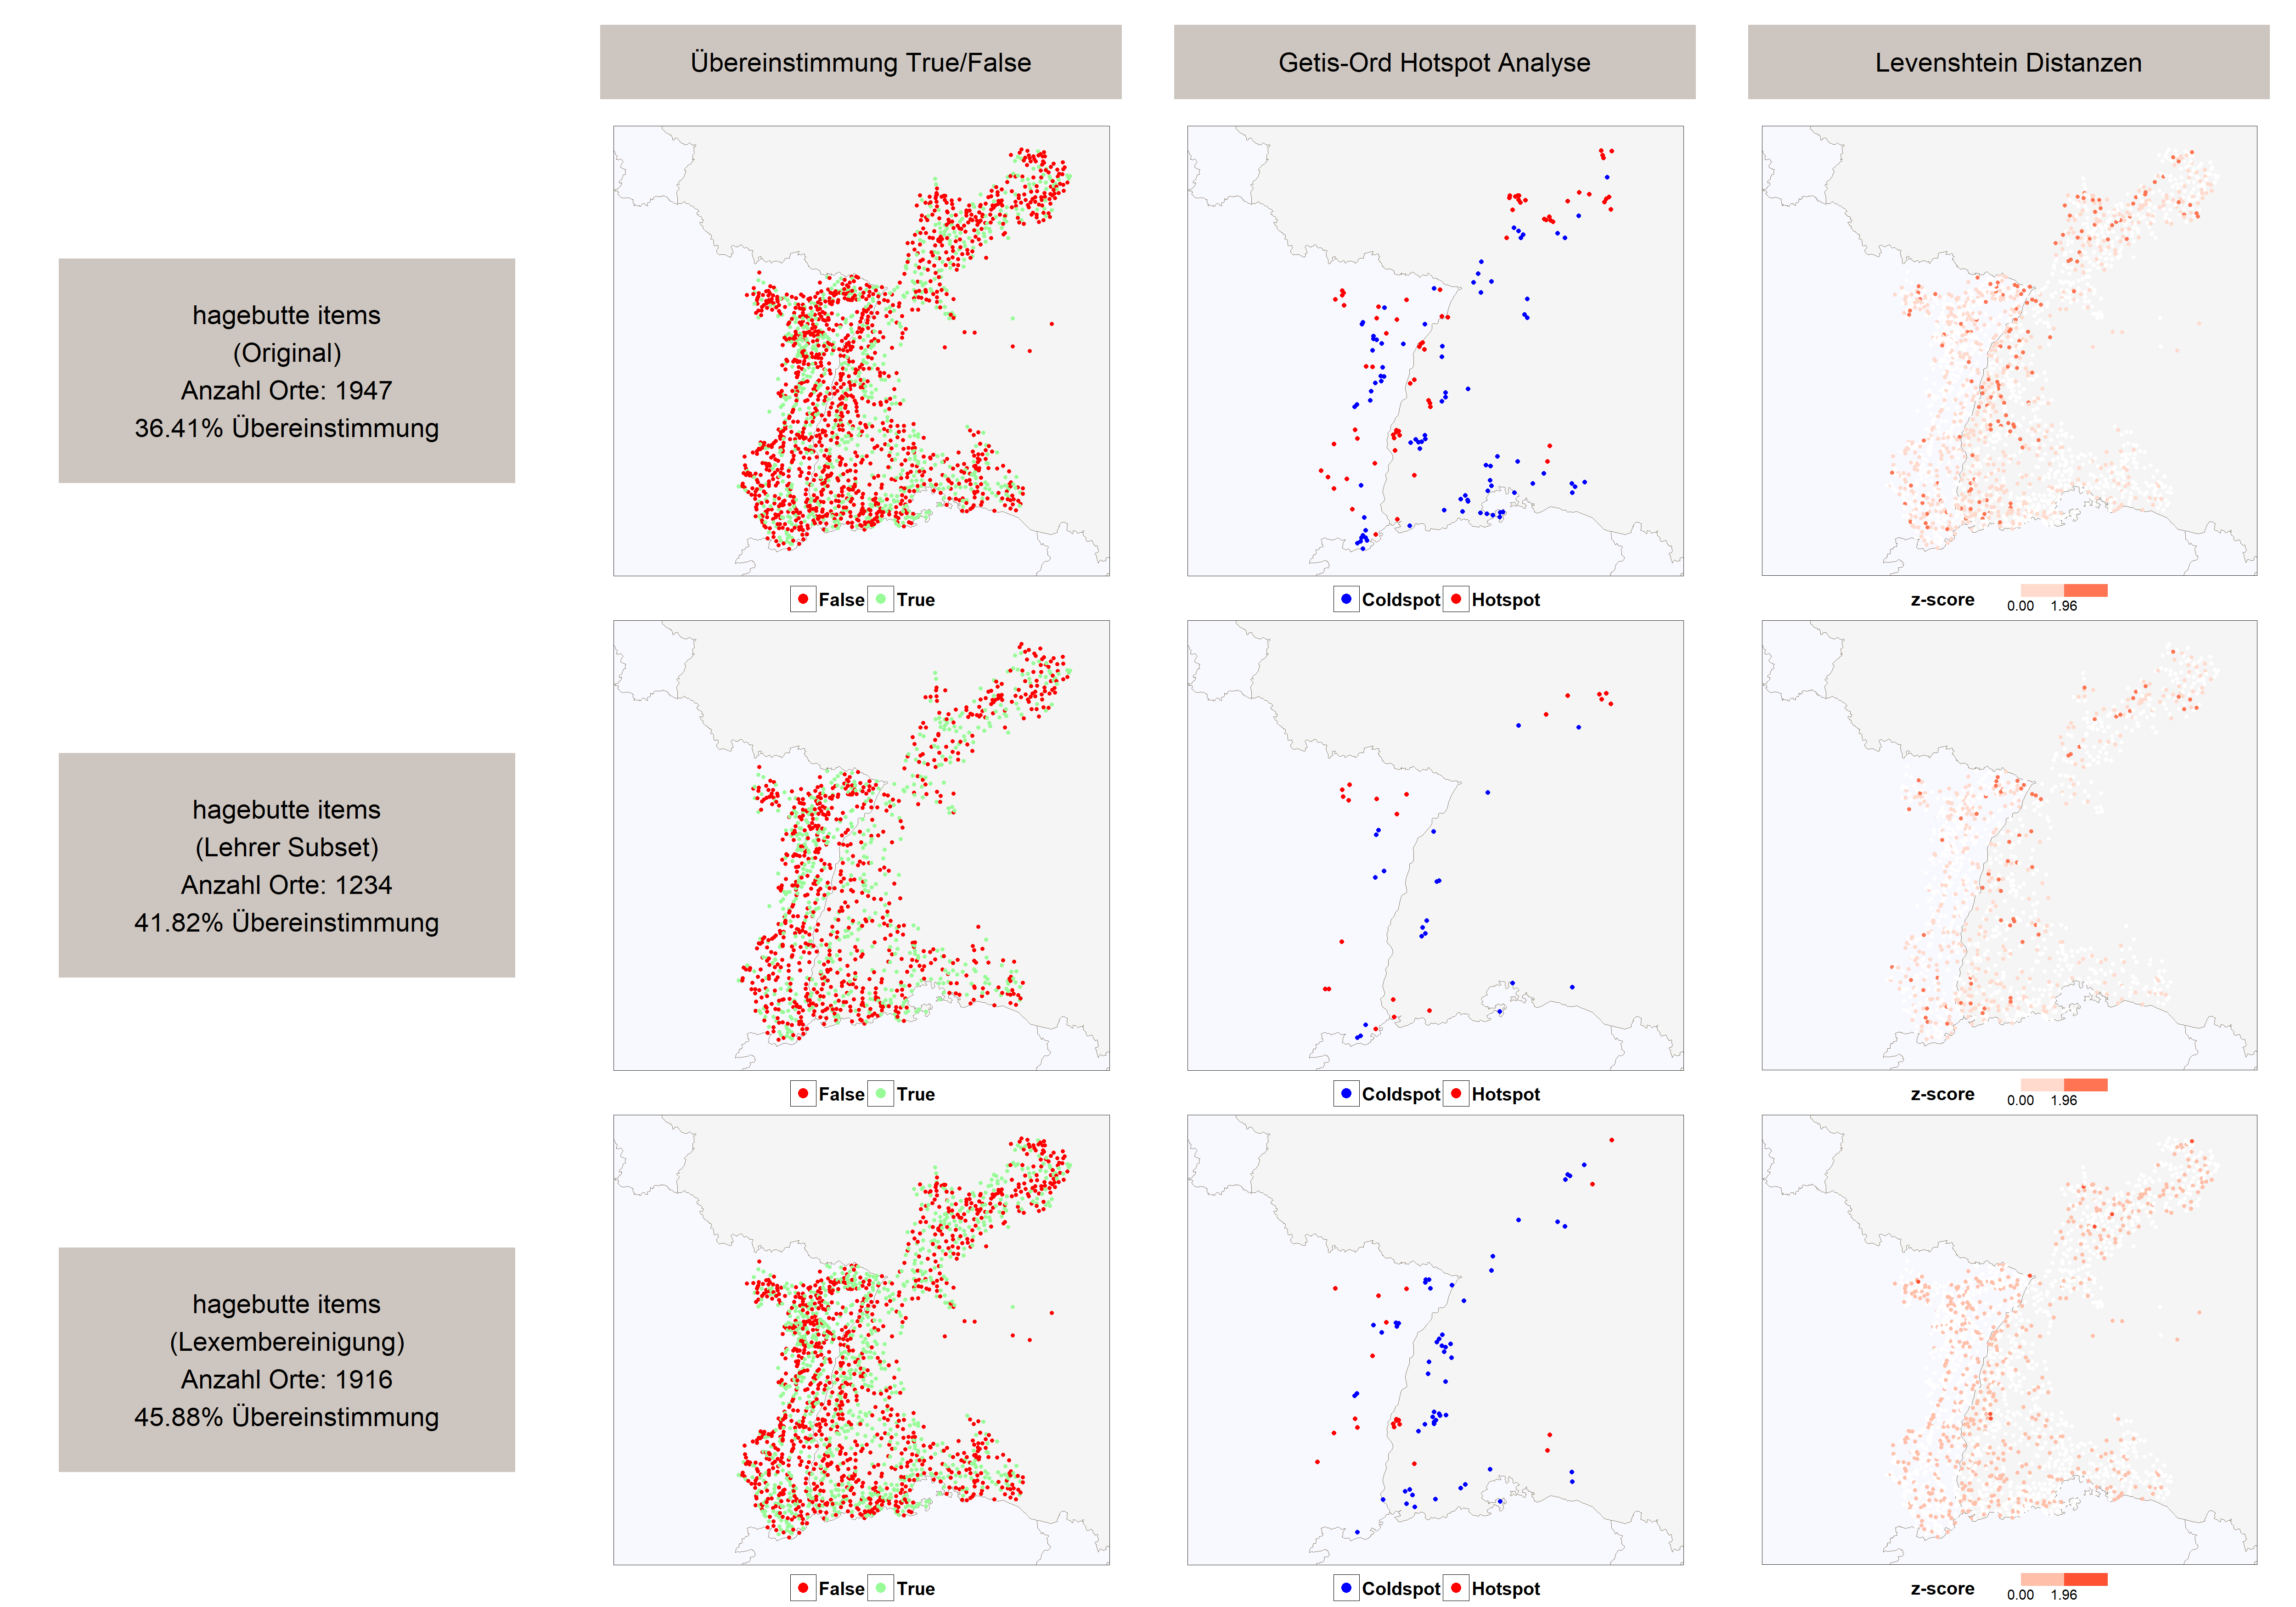 Übereinstimmung True/False
Getis-Ord Hotspot Analyse
Levenshtein Distanzen
hagebutte items
(Original)
Anzahl Orte: 1947
36.41% Übereinstimmung
False True
Coldspot Hotspot
z-score
0.00 1.96
hagebutte items
(Lehrer Subset)
Anzahl Orte: 1234
41.82% Übereinstimmung
False True
Coldspot Hotspot
z-score
0.00 1.96
hagebutte items
(Lexembereinigung)
Anzahl Orte: 1916
45.88% Übereinstimmung
False True
Coldspot Hotspot
z-score
0.00 1.96